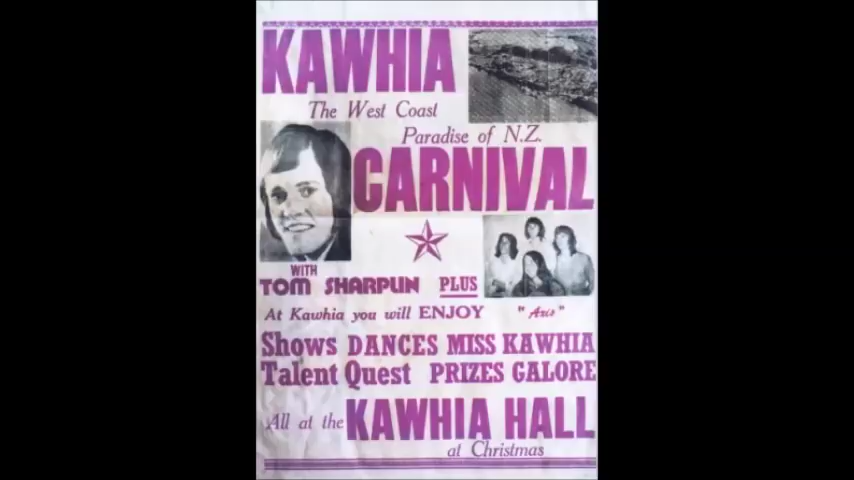 KAWHIA
The West Coast
Paradise of N.Z.
CARNIVAL
WITH
TOM SHARPLIN PLUS
At Kawhia you will ENJOY "Axis"
Shows DANCES MISS KAWHIA
Talent Quest PRIZES GALORE
All at the KAWHIA HALL
at Christmas